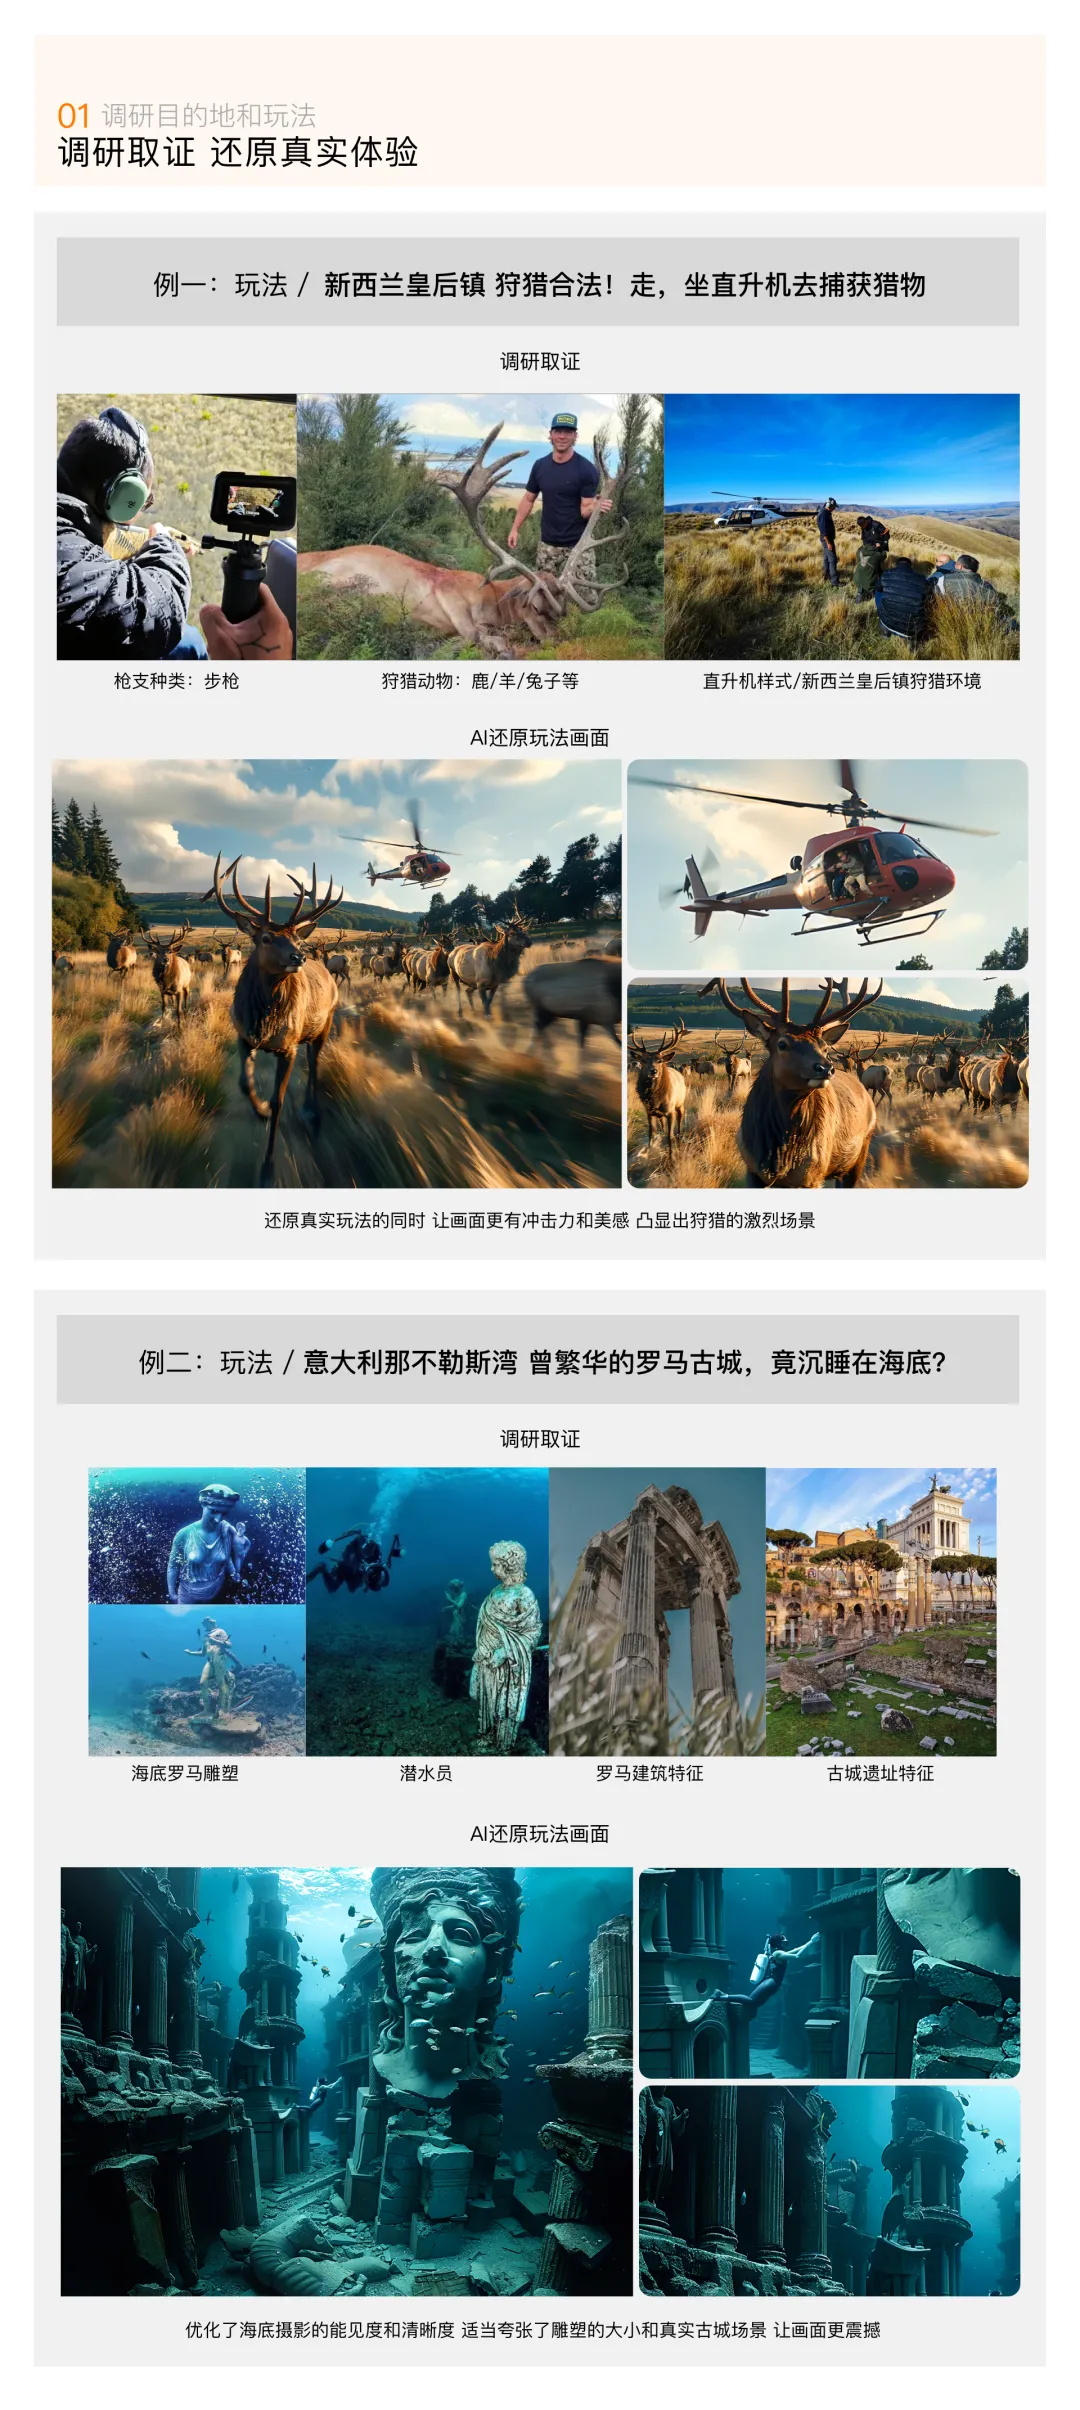 01 调研目的地和玩法
调研取证 还原真实体验
例一：玩法 / 新西兰皇后镇 狩猎合法！走，坐直升机去捕获猎物
调研取证
枪支种类：步枪
狩猎动物：鹿/羊/兔子等
直升机样式/新西兰皇后镇狩猎环境
AI还原玩法画面
还原真实玩法的同时 让画面更有冲击力和美感 凸显出狩猎的激烈场景
例二：玩法 / 意大利那不勒斯湾 曾繁华的罗马古城，竟沉睡在海底？
调研取证
海底罗马雕塑
潜水员
罗马建筑特征
古城遗址特征
AI还原玩法画面
优化了海底摄影的能见度和清晰度 适当夸张了雕塑的大小和真实古城场景 让画面更震撼